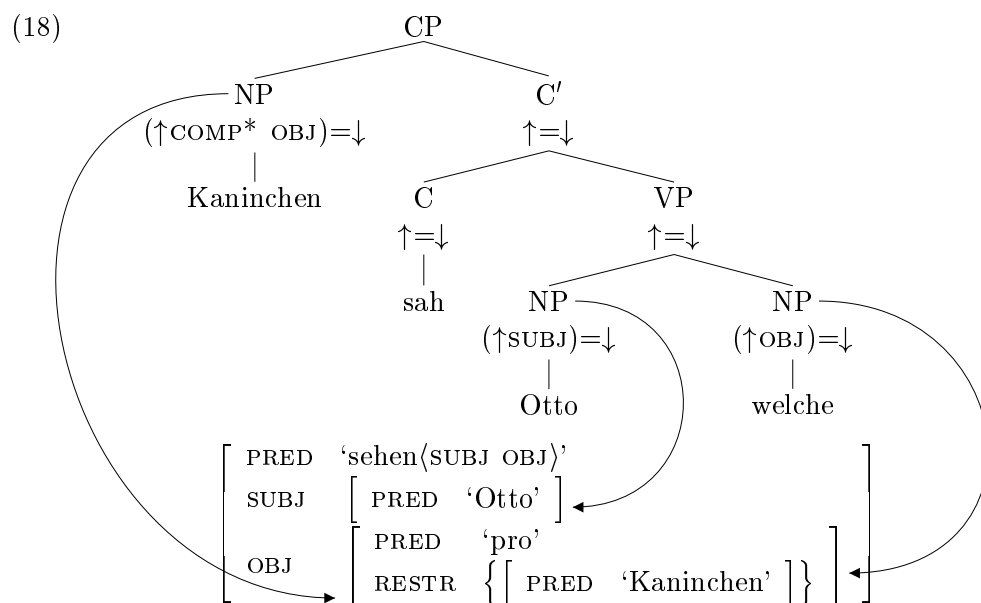 (18)
CP
NP C′
(↑COMP* OBJ)=↓ ↑=↓
Kaninchen C VP
↑=↓ ↑=↓
sah NP NP
(↑SUBJ)=↓ (↑OBJ)=↓
Otto welche
PRED ‘sehen⟨SUBJ OBJ⟩’
SUBJ [ PRED ‘Otto’ ]
PRED ‘pro’
OBJ
RESTR { [ PRED ‘Kaninchen’ ] }